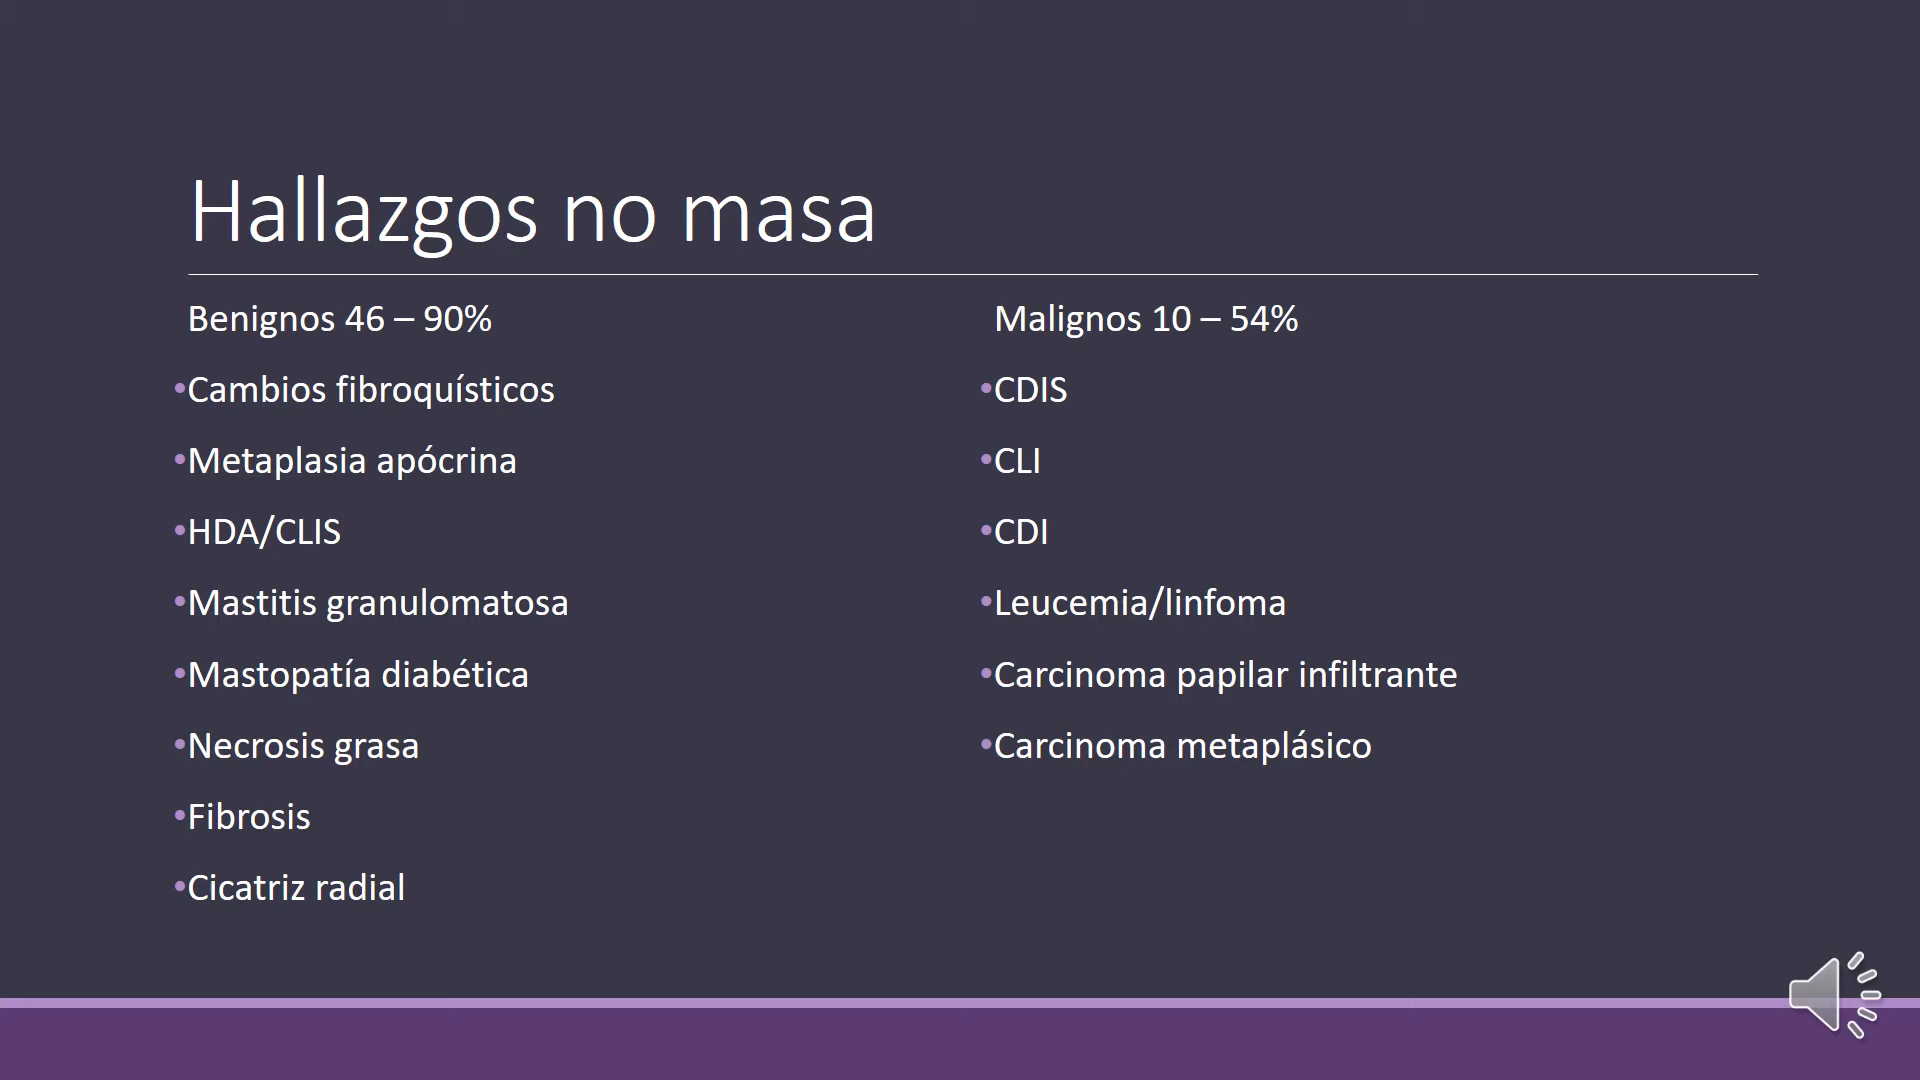 Hallazgos no masa
Benignos 46 – 90%
•Cambios fibroquísticos
•Metaplasia apócrina
•HDA/CLIS
•Mastitis granulomatosa
•Mastopatía diabética
•Necrosis grasa
•Fibrosis
•Cicatriz radial
Malignos 10 – 54%
•CDIS
•CLI
•CDI
•Leucemia/linfoma
•Carcinoma papilar infiltrante
•Carcinoma metaplásico